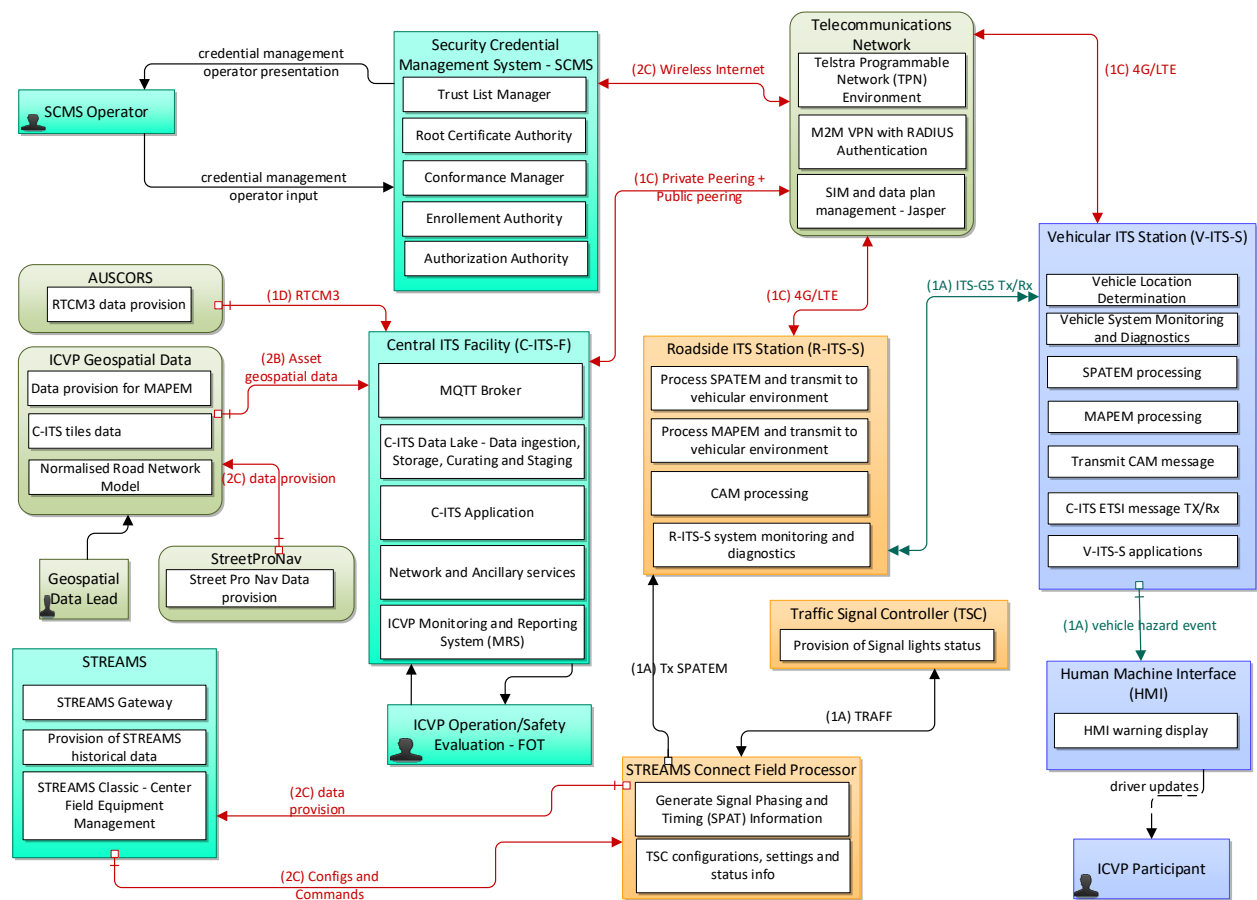 credential management
operator presentation
SCMS Operator
credential management
operator input
Security Credential
Management System - SCMS
Trust List Manager
Root Certificate Authority
Conformance Manager
Enrollement Authority
Authorization Authority
(2C) Wireless Internet
(1C) Private Peering +
Public peering
Telecommunications
Network
Telstra Programmable
Network (TPN)
Environment
M2M VPN with RADIUS
Authentication
SIM and data plan
management - Jasper
(1C) 4G/LTE
(1C) 4G/LTE
(1A) ITS-G5 Tx/Rx
AUSCORS
RTCM3 data provision
(1D) RTCM3
ICVP Geospatial Data
Data provision for MAPEM
C-ITS tiles data
Normalised Road Network
Model
(2B) Asset
geospatial data
(2C) data provision
Geospatial
Data Lead
StreetProNav
Street Pro Nav Data
provision
Central ITS Facility (C-ITS-F)
MQTT Broker
C-ITS Data Lake - Data ingestion,
Storage, Curating and Staging
C-ITS Application
Network and Ancillary services
ICVP Monitoring and Reporting
System (MRS)
ICVP Operation/Safety
Evaluation - FOT
Roadside ITS Station (R-ITS-S)
Process SPATEM and transmit to
vehicular environment
Process MAPEM and transmit to
vehicular environment
CAM processing
R-ITS-S system monitoring and
diagnostics
Vehicular ITS Station (V-ITS-S)
Vehicle Location
Determination
Vehicle System Monitoring
and Diagnostics
SPATEM processing
MAPEM processing
Transmit CAM message
C-ITS ETSI message TX/Rx
V-ITS-S applications
(1A) vehicle hazard event
Human Machine Interface
(HMI)
HMI warning display
driver updates
ICVP Participant
Traffic Signal Controller (TSC)
Provision of Signal lights status
(1A) Tx SPATEM
(1A) TRAFF
STREAMS
STREAMS Gateway
Provision of STREAMS
historical data
STREAMS Classic - Center
Field Equipment
Management
(2C) data
provision
(2C) Configs and
Commands
STREAMS Connect Field Processor
Generate Signal Phasing and
Timing (SPAT) Information
TSC configurations, settings and
status info